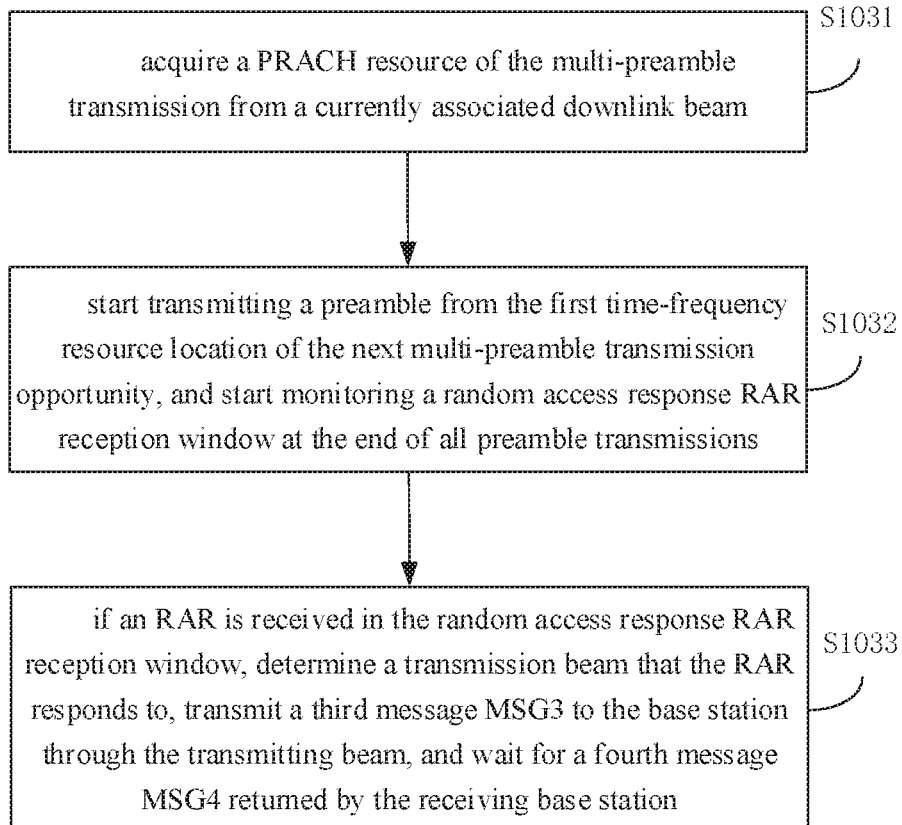 S1031
acquire a PRACH resource of the multi-preamble
transmission from a currently associated downlink beam
start transmitting a preamble from the first time-frequency
resource location of the next multi-preamble transmission
opportunity, and start monitoring a random access response RAR
reception window at the end of all preamble transmissions
S1032
if an RAR is received in the random access response RAR
reception window, determine a transmission beam that the RAR
responds to, transmit a third message MSG3 to the base station
through the transmitting beam, and wait for a fourth message
MSG4 returned by the receiving base station
S1033